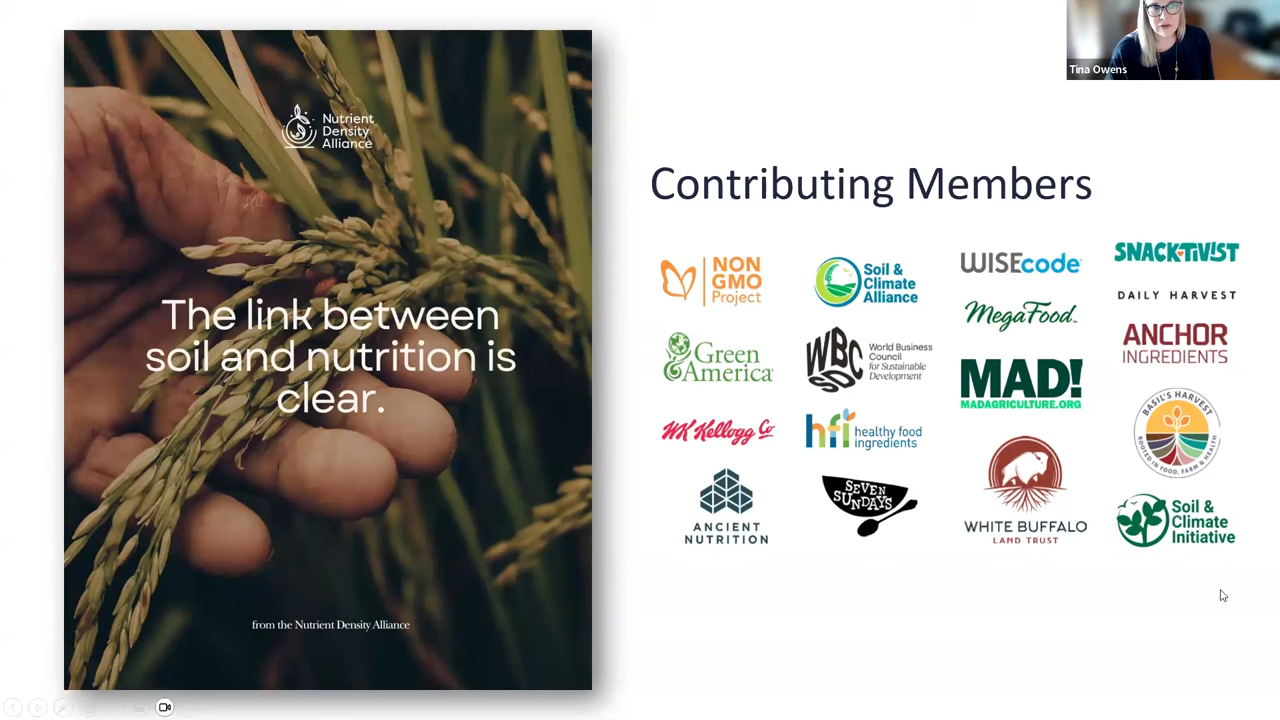 Tina Owens
Nutrient
Density
Alliance
The link between
soil and nutrition is
clear.
from the Nutrient Density Alliance
Contributing Members
NON
GMO
Project
Green
America
WK Kellogg Co
ANCIENT
NUTRITION
Soil &
Climate
Alliance
WBC
SD
World Business
Council
for Sustainable
Development
hfi healthy food
ingredients
SEVEN
SUNDAYS
WISEcode
MegaFood
MAD!
MADAGRICULTURE.ORG
WHITE BUFFALO
LAND TRUST
SNACKTIVIST
DAILY HARVEST
ANCHOR
INGREDIENTS
BASIL'S HARVEST
ROOTED IN FOOD, FARM & HEALTH
Soil &
Climate
Initiative